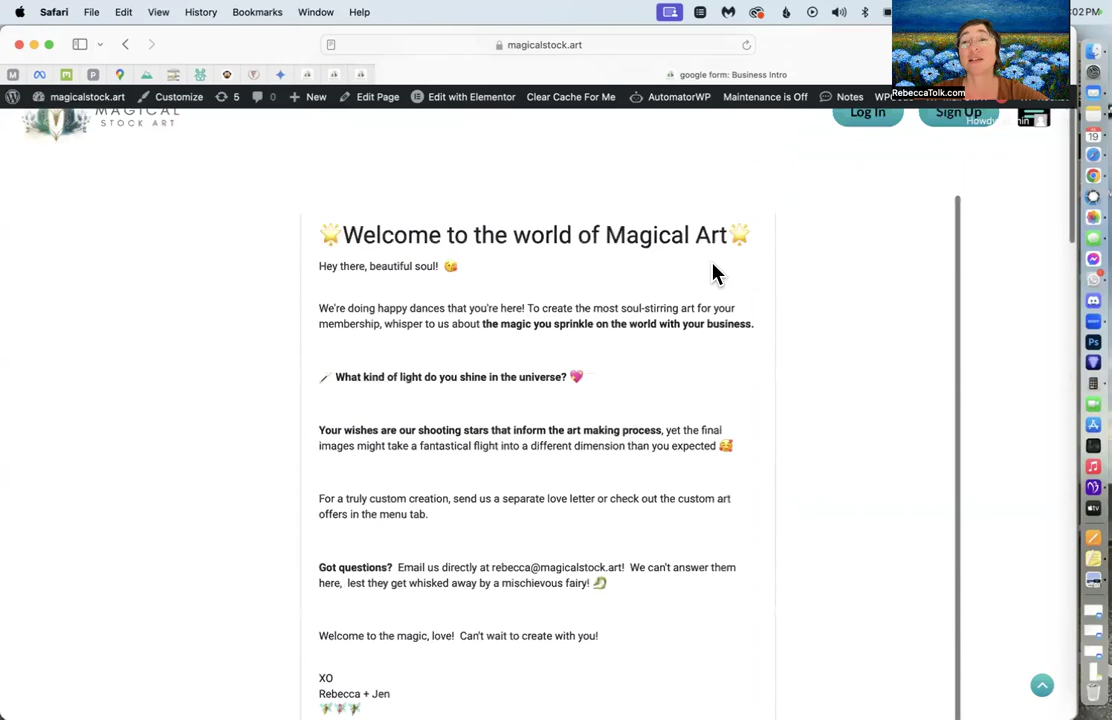 Safari File Edit View History Bookmarks Window Help
02 PM
magicalstock.art
google form: Business Intro
RebeccaTolk.com
magicalstock.art Customize 5 0 New Edit Page Edit with Elementor Clear Cache For Me AutomatorWP Maintenance is Off Notes
MAGICAL
STOCK ART
Log In Sign Up
19
🌟Welcome to the world of Magical Art🌟
Hey there, beautiful soul! 😘
We're doing happy dances that you're here! To create the most soul-stirring art for your
membership, whisper to us about the magic you sprinkle on the world with your business.
What kind of light do you shine in the universe? 💖
Your wishes are our shooting stars that inform the art making process, yet the final
images might take a fantastical flight into a different dimension than you expected 🥰
For a truly custom creation, send us a separate love letter or check out the custom art
offers in the menu tab.
Got questions? Email us directly at rebecca@magicalstock.art! We can't answer them
here, lest they get whisked away by a mischievous fairy!
Welcome to the magic, love! Can't wait to create with you!
XO
Rebecca + Jen